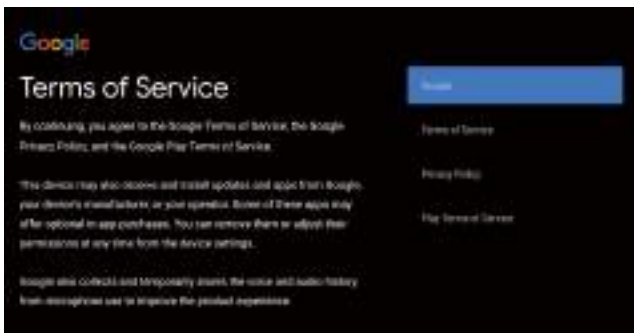 Google
Terms of Service
By continuing, you agree to the Google Terms of Service, the Google
Privacy Policy, and the Google Play Terms of Service.
This device may also receive and install updates and apps from Google,
your device's manufacturer, or your operator. Some of these apps may
offer optional in-app purchases. You can remove them or adjust their
permissions at any time from the device settings.
Google also collects and temporarily stores the voice and audio history
from microphone use to improve the product experience
Accept
Terms of Service
Privacy Policy
Play Terms of Service